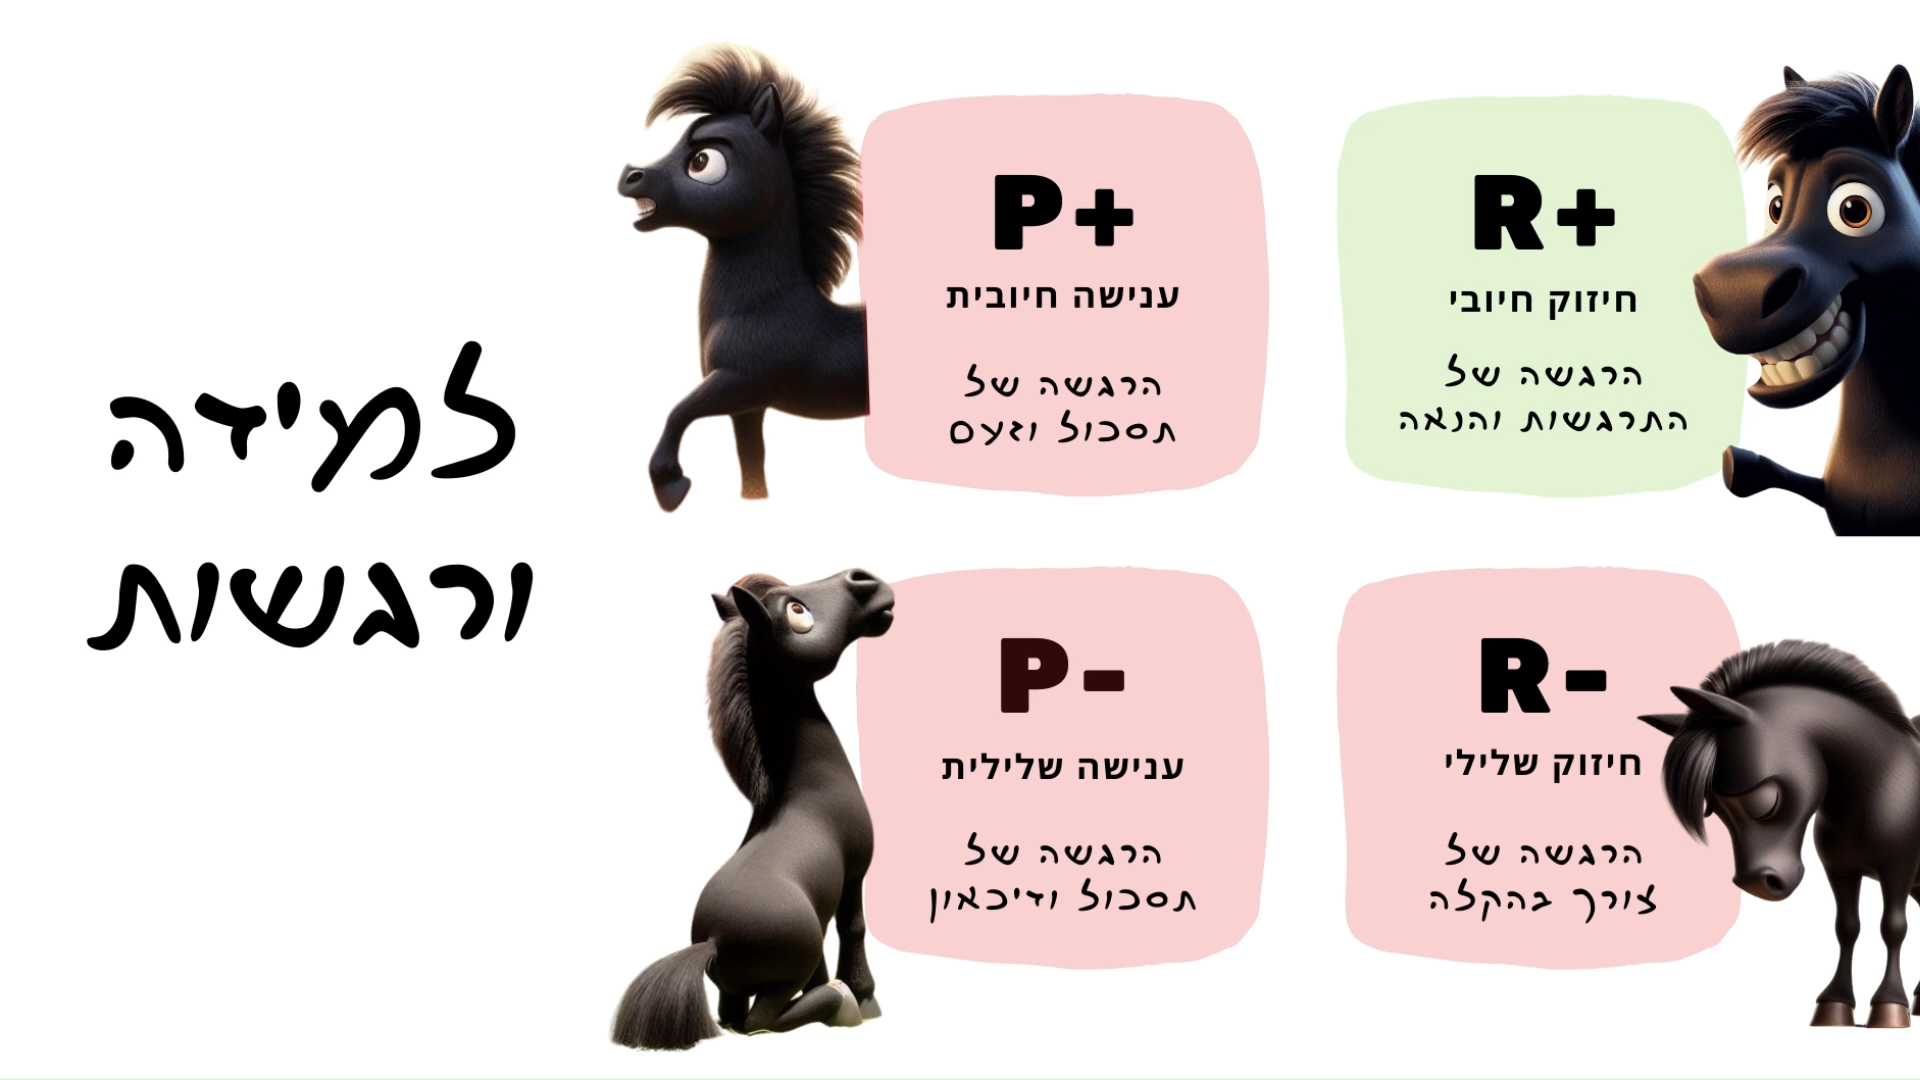 למידה
ורגשות
R+
חיזוק חיובי
הרגשה של
התרגשות והנאה
P+
ענישה חיובית
הרגשה של
תסכול וזעם
R-
חיזוק שלילי
הרגשה של
צורך בהקלה
P-
ענישה שלילית
הרגשה של
תסכול ודיכאון